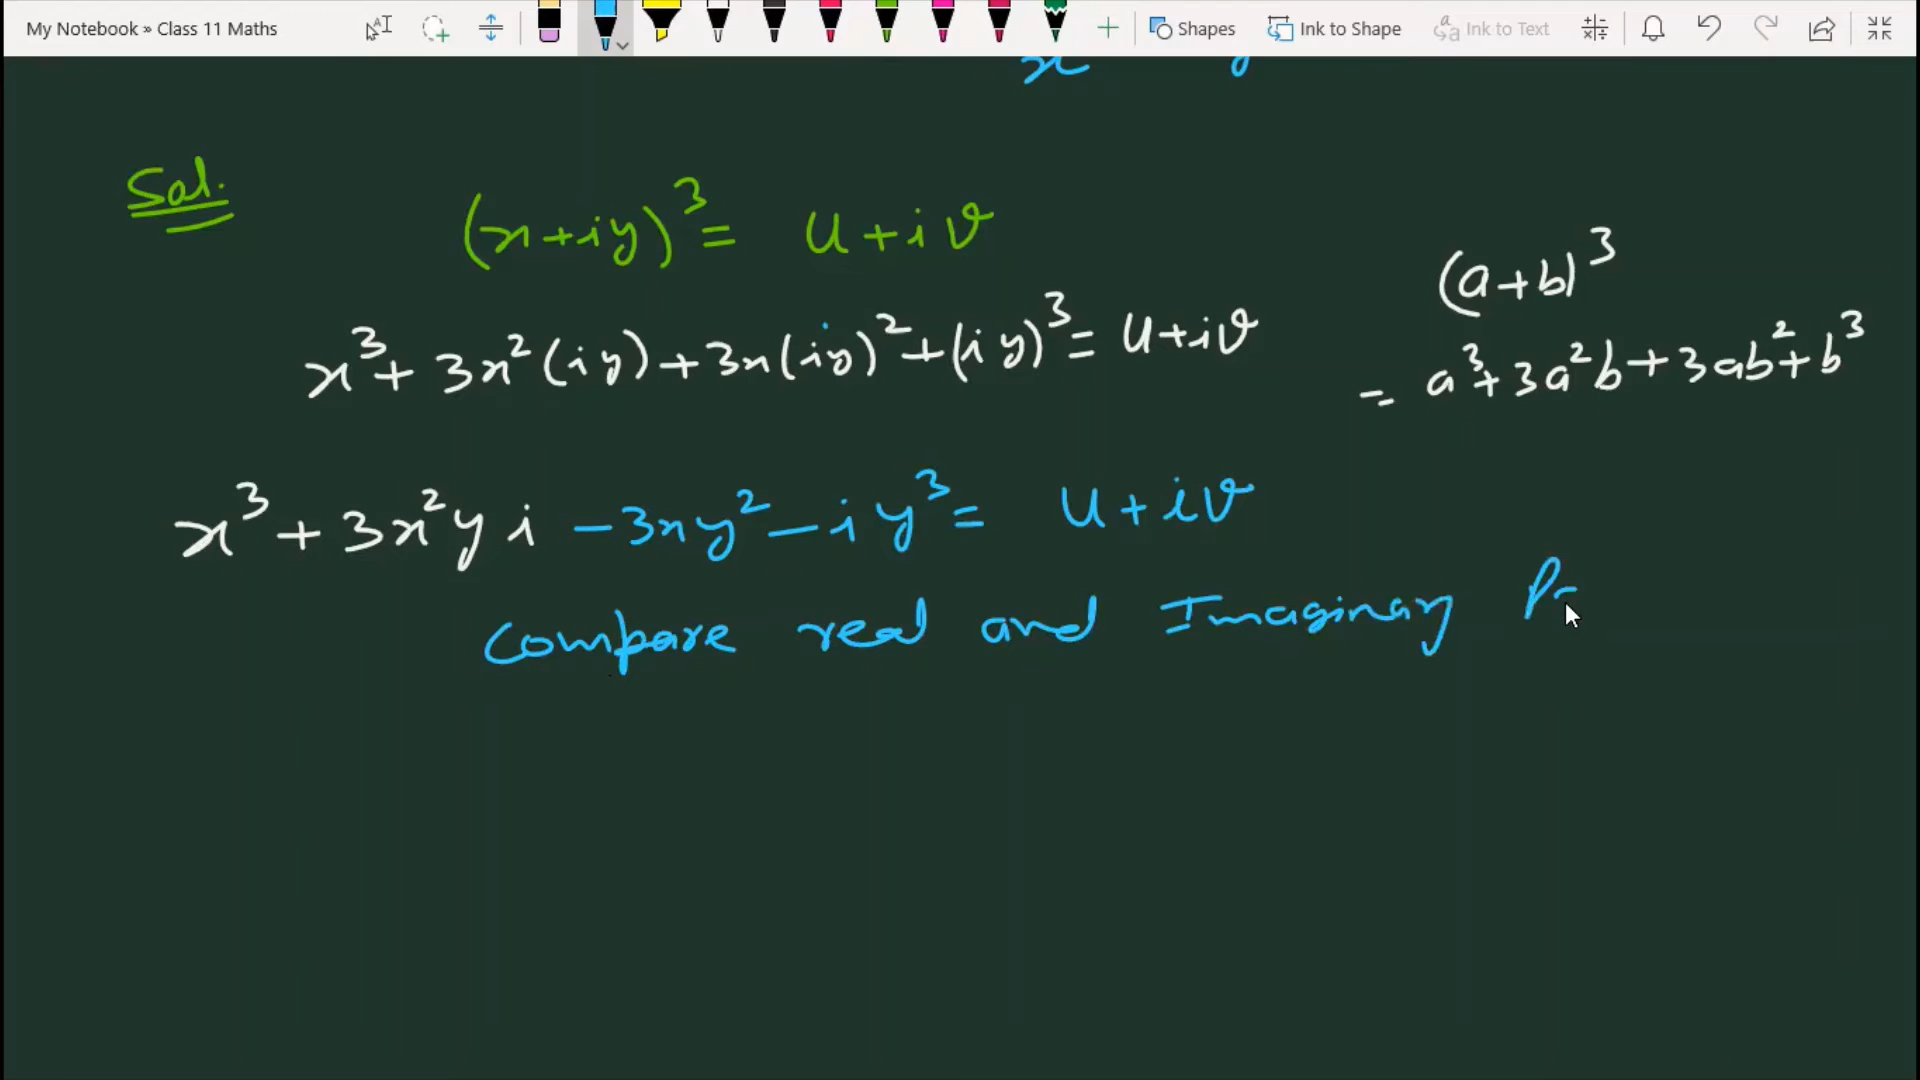 My Notebook » Class 11 Maths
Shapes
Ink to Shape
Ink to Text
x y
Sol.
(x+iy)³ = u+iv
x³+3x²(iy)+3x(iy)²+(iy)³=u+iv
(a+b)³
= a³+3a²b+3ab²+b³
x³+3x²yi-3xy²-iy³= u+iv
Compare real and Imaginary Pa